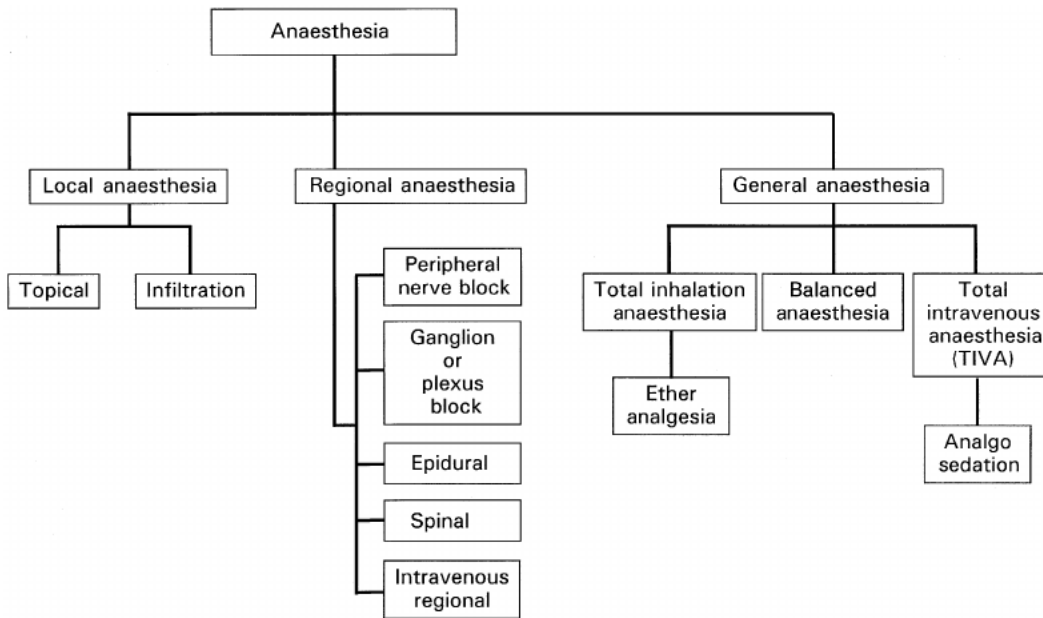 Anaesthesia
Local anaesthesia
Regional anaesthesia
General anaesthesia
Topical
Infiltration
Peripheral
nerve block
Ganglion
or
plexus
block
Epidural
Spinal
Intravenous
regional
Total inhalation
anaesthesia
Balanced
anaesthesia
Total
intravenous
anaesthesia
(TIVA)
Ether
analgesia
Analgo
sedation